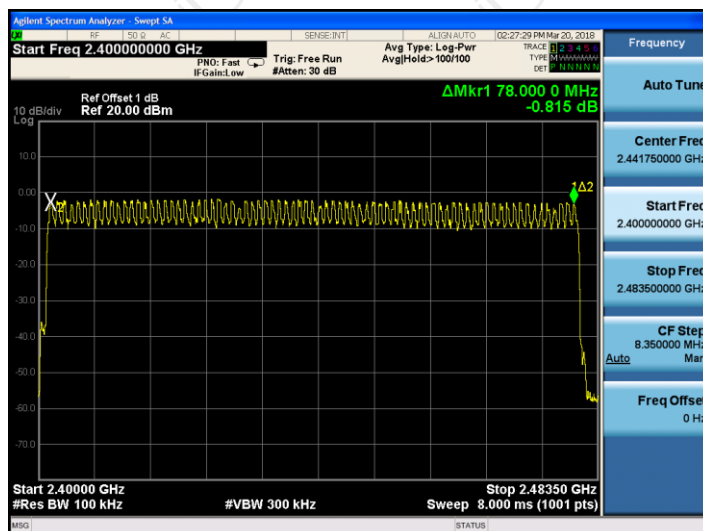 Agilent Spectrum Analyzer - Swept SA
RF 50 Ω AC SENSE:INT ALIGN AUTO 02:27:29 PM Mar 20, 2018
Start Freq 2.400000000 GHz
PNO: Fast
IFGain:Low
Trig: Free Run
#Atten: 30 dB
Avg Type: Log-Pwr
Avg|Hold:>100/100
TRACE 1 2 3 4 5 6
TYPE M
DET P N N N N N
ΔMkr1 78.000 0 MHz
-0.815 dB
Ref Offset 1 dB
Ref 20.00 dBm
10 dB/div
Log
10.0
0.00
-10.0
-20.0
-30.0
-40.0
-50.0
-60.0
-70.0
X2
1Δ2
Start 2.40000 GHz
Stop 2.48350 GHz
#Res BW 100 kHz
#VBW 300 kHz
Sweep 8.000 ms (1001 pts)
MSG
STATUS
Frequency
Auto Tune
Center Freq
2.441750000 GHz
Start Freq
2.400000000 GHz
Stop Freq
2.483500000 GHz
CF Step
8.350000 MHz
Auto Man
Freq Offset
0 Hz